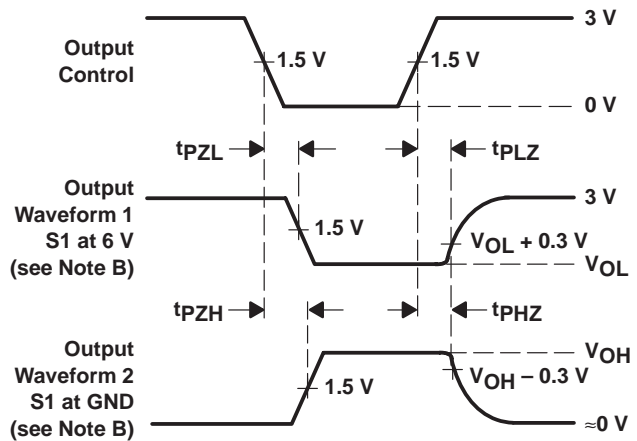 Output
Control
1.5 V
1.5 V
3 V
0 V
tPZL
tPLZ
Output
Waveform 1
S1 at 6 V
(see Note B)
1.5 V
3 V
VOL + 0.3 V
VOL
tPZH
tPHZ
Output
Waveform 2
S1 at GND
(see Note B)
1.5 V
VOH
VOH – 0.3 V
≈0 V